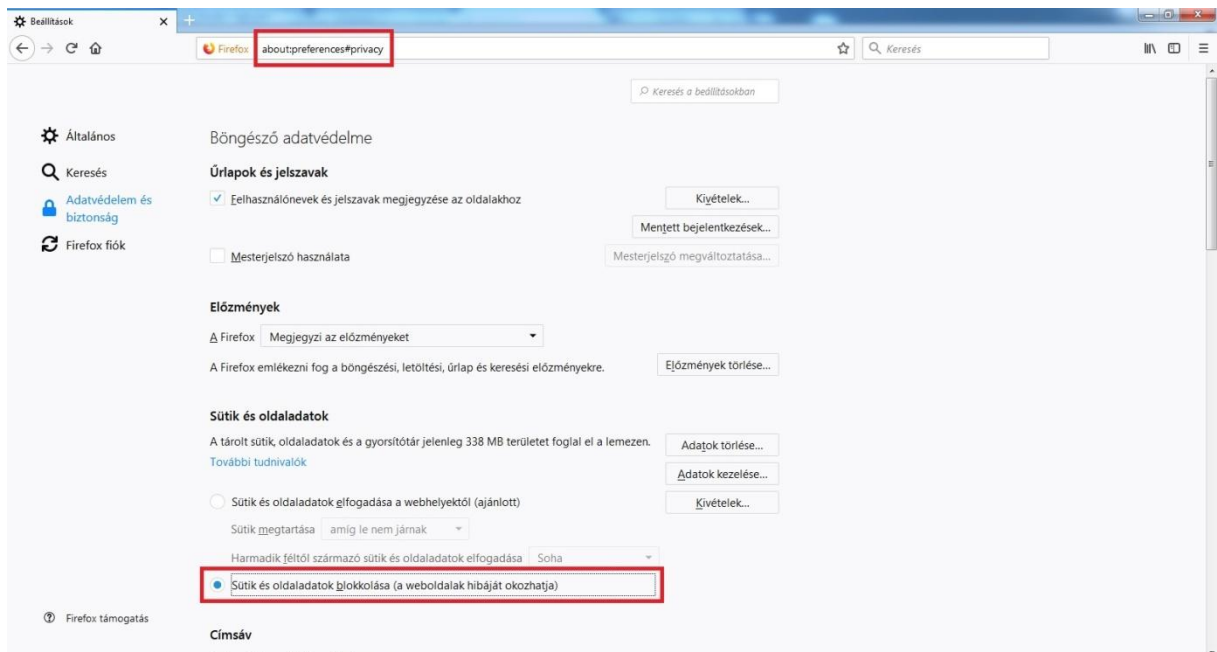 Beállítások
Firefox about:preferences#privacy Keresés
Keresés a beállításokban
Általános
Keresés
Adatvédelem és
biztonság
Firefox fiók
Firefox támogatás
Böngésző adatvédelme
Űrlapok és jelszavak
Felhasználónevek és jelszavak megjegyzése az oldalakhoz Kivételek...
Mentett bejelentkezések...
Mesterjelszó használata Mesterjelszó megváltoztatása...
Előzmények
A Firefox Megjegyzi az előzményeket
A Firefox emlékezni fog a böngészési, letöltési, űrlap és keresési előzményekre. Előzmények törlése...
Sütik és oldaladatok
A tárolt sütik, oldaladatok és a gyorsítótár jelenleg 338 MB területet foglal el a lemezen. Adatok törlése...
További tudnivalók
Adatok kezelése...
Sütik és oldaladatok elfogadása a webhelyektől (ajánlott) Kivételek...
Sütik megtartása amíg le nem járnak
Harmadik féltől származó sütik és oldaladatok elfogadása Soha
Sütik és oldaladatok blokkolása (a weboldalak hibáját okozhatja)
Címsáv